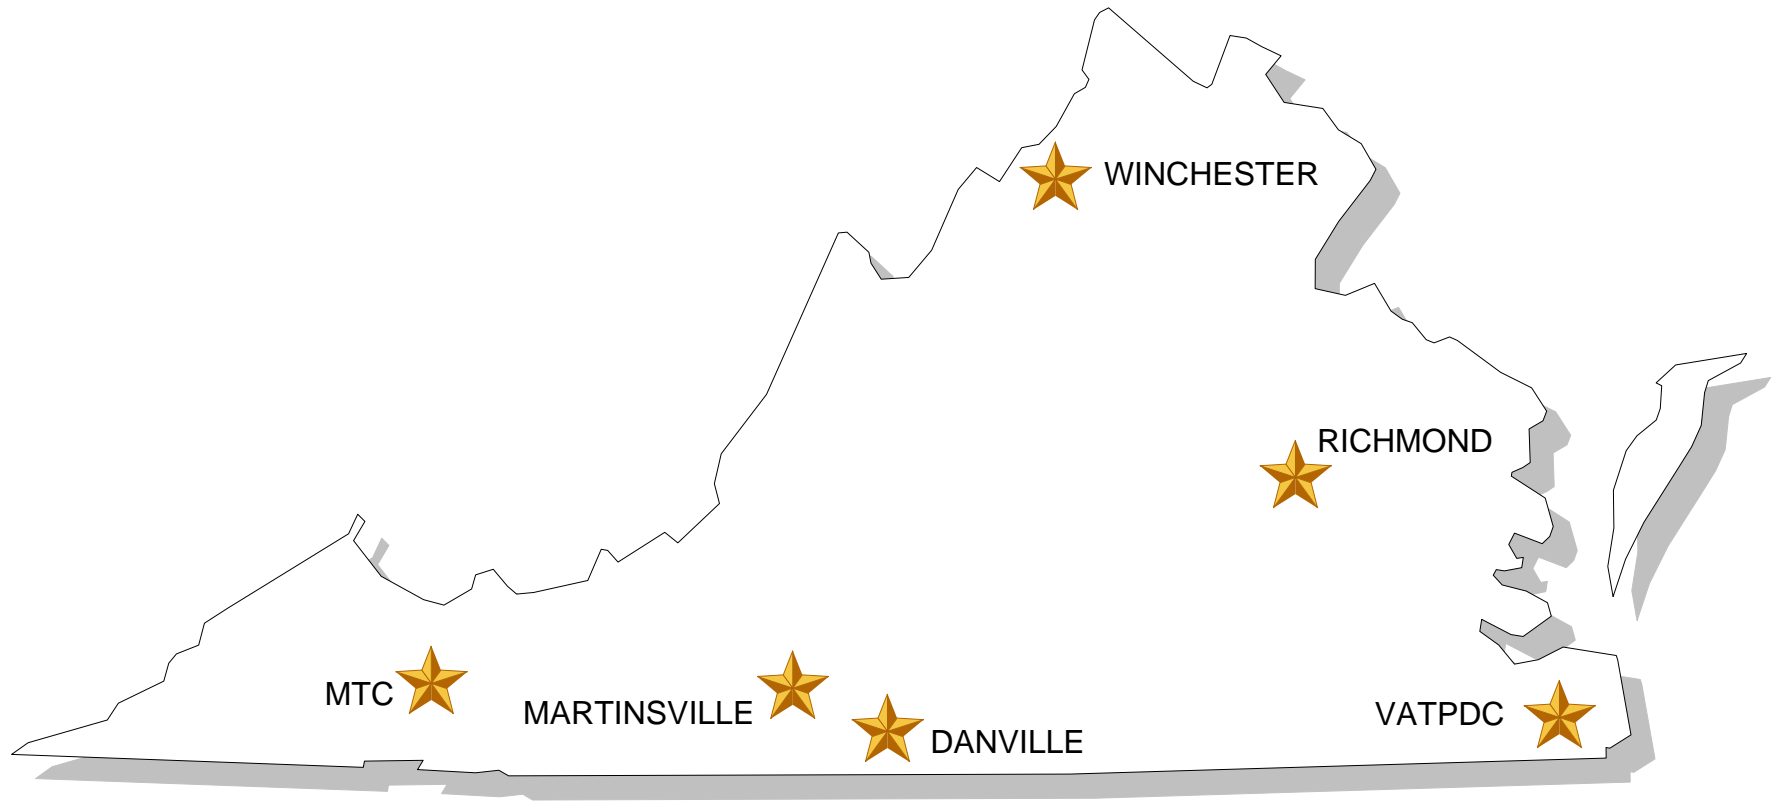 WINCHESTER
RICHMOND
MTC
MARTINSVILLE
DANVILLE
VATPDC